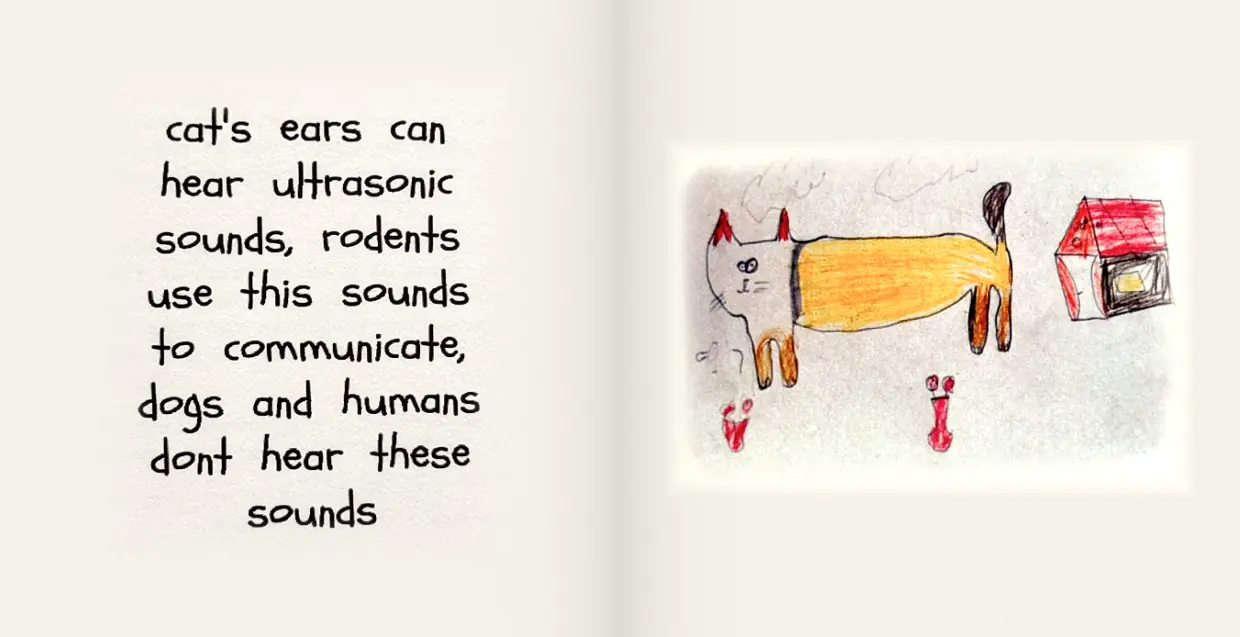 cat's ears can
hear ultrasonic
sounds, rodents
use this sounds
to communicate,
dogs and humans
dont hear these
sounds